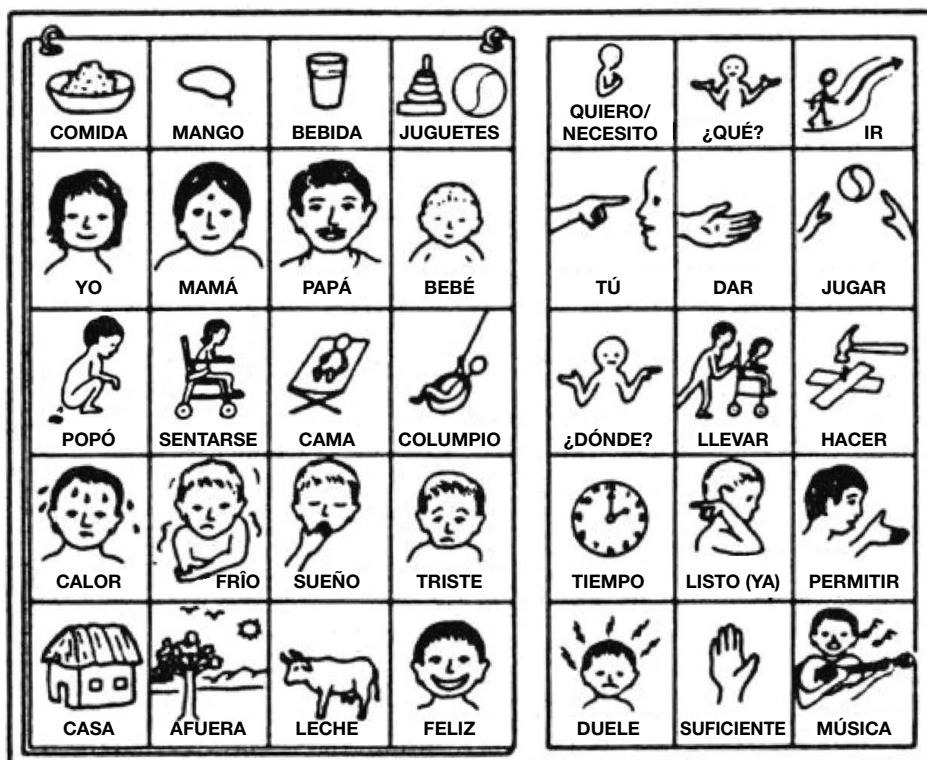 COMIDA
MANGO
BEBIDA
JUGUETES
YO
MAMÁ
PAPÁ
BEBÉ
POPÓ
SENTARSE
CAMA
COLUMPIO
CALOR
FRÎO
SUEÑO
TRISTE
CASA
AFUERA
LECHE
FELIZ
QUIERO/
NECESITO
¿QUÉ?
IR
TÚ
DAR
JUGAR
¿DÓNDE?
LLEVAR
HACER
TIEMPO
LISTO (YA)
PERMITIR
DUELE
SUFICIENTE
MÚSICA